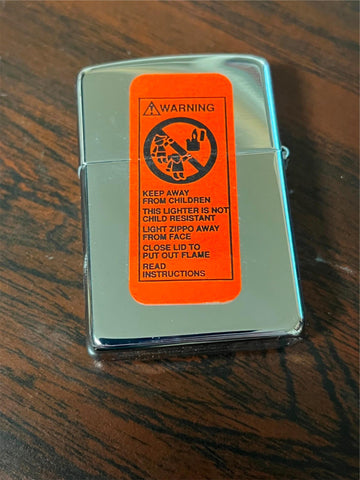 ⚠WARNING
KEEP AWAY
FROM CHILDREN
THIS LIGHTER IS NOT
CHILD RESISTANT
LIGHT ZIPPO AWAY
FROM FACE
CLOSE LID TO
PUT OUT FLAME
READ
INSTRUCTIONS